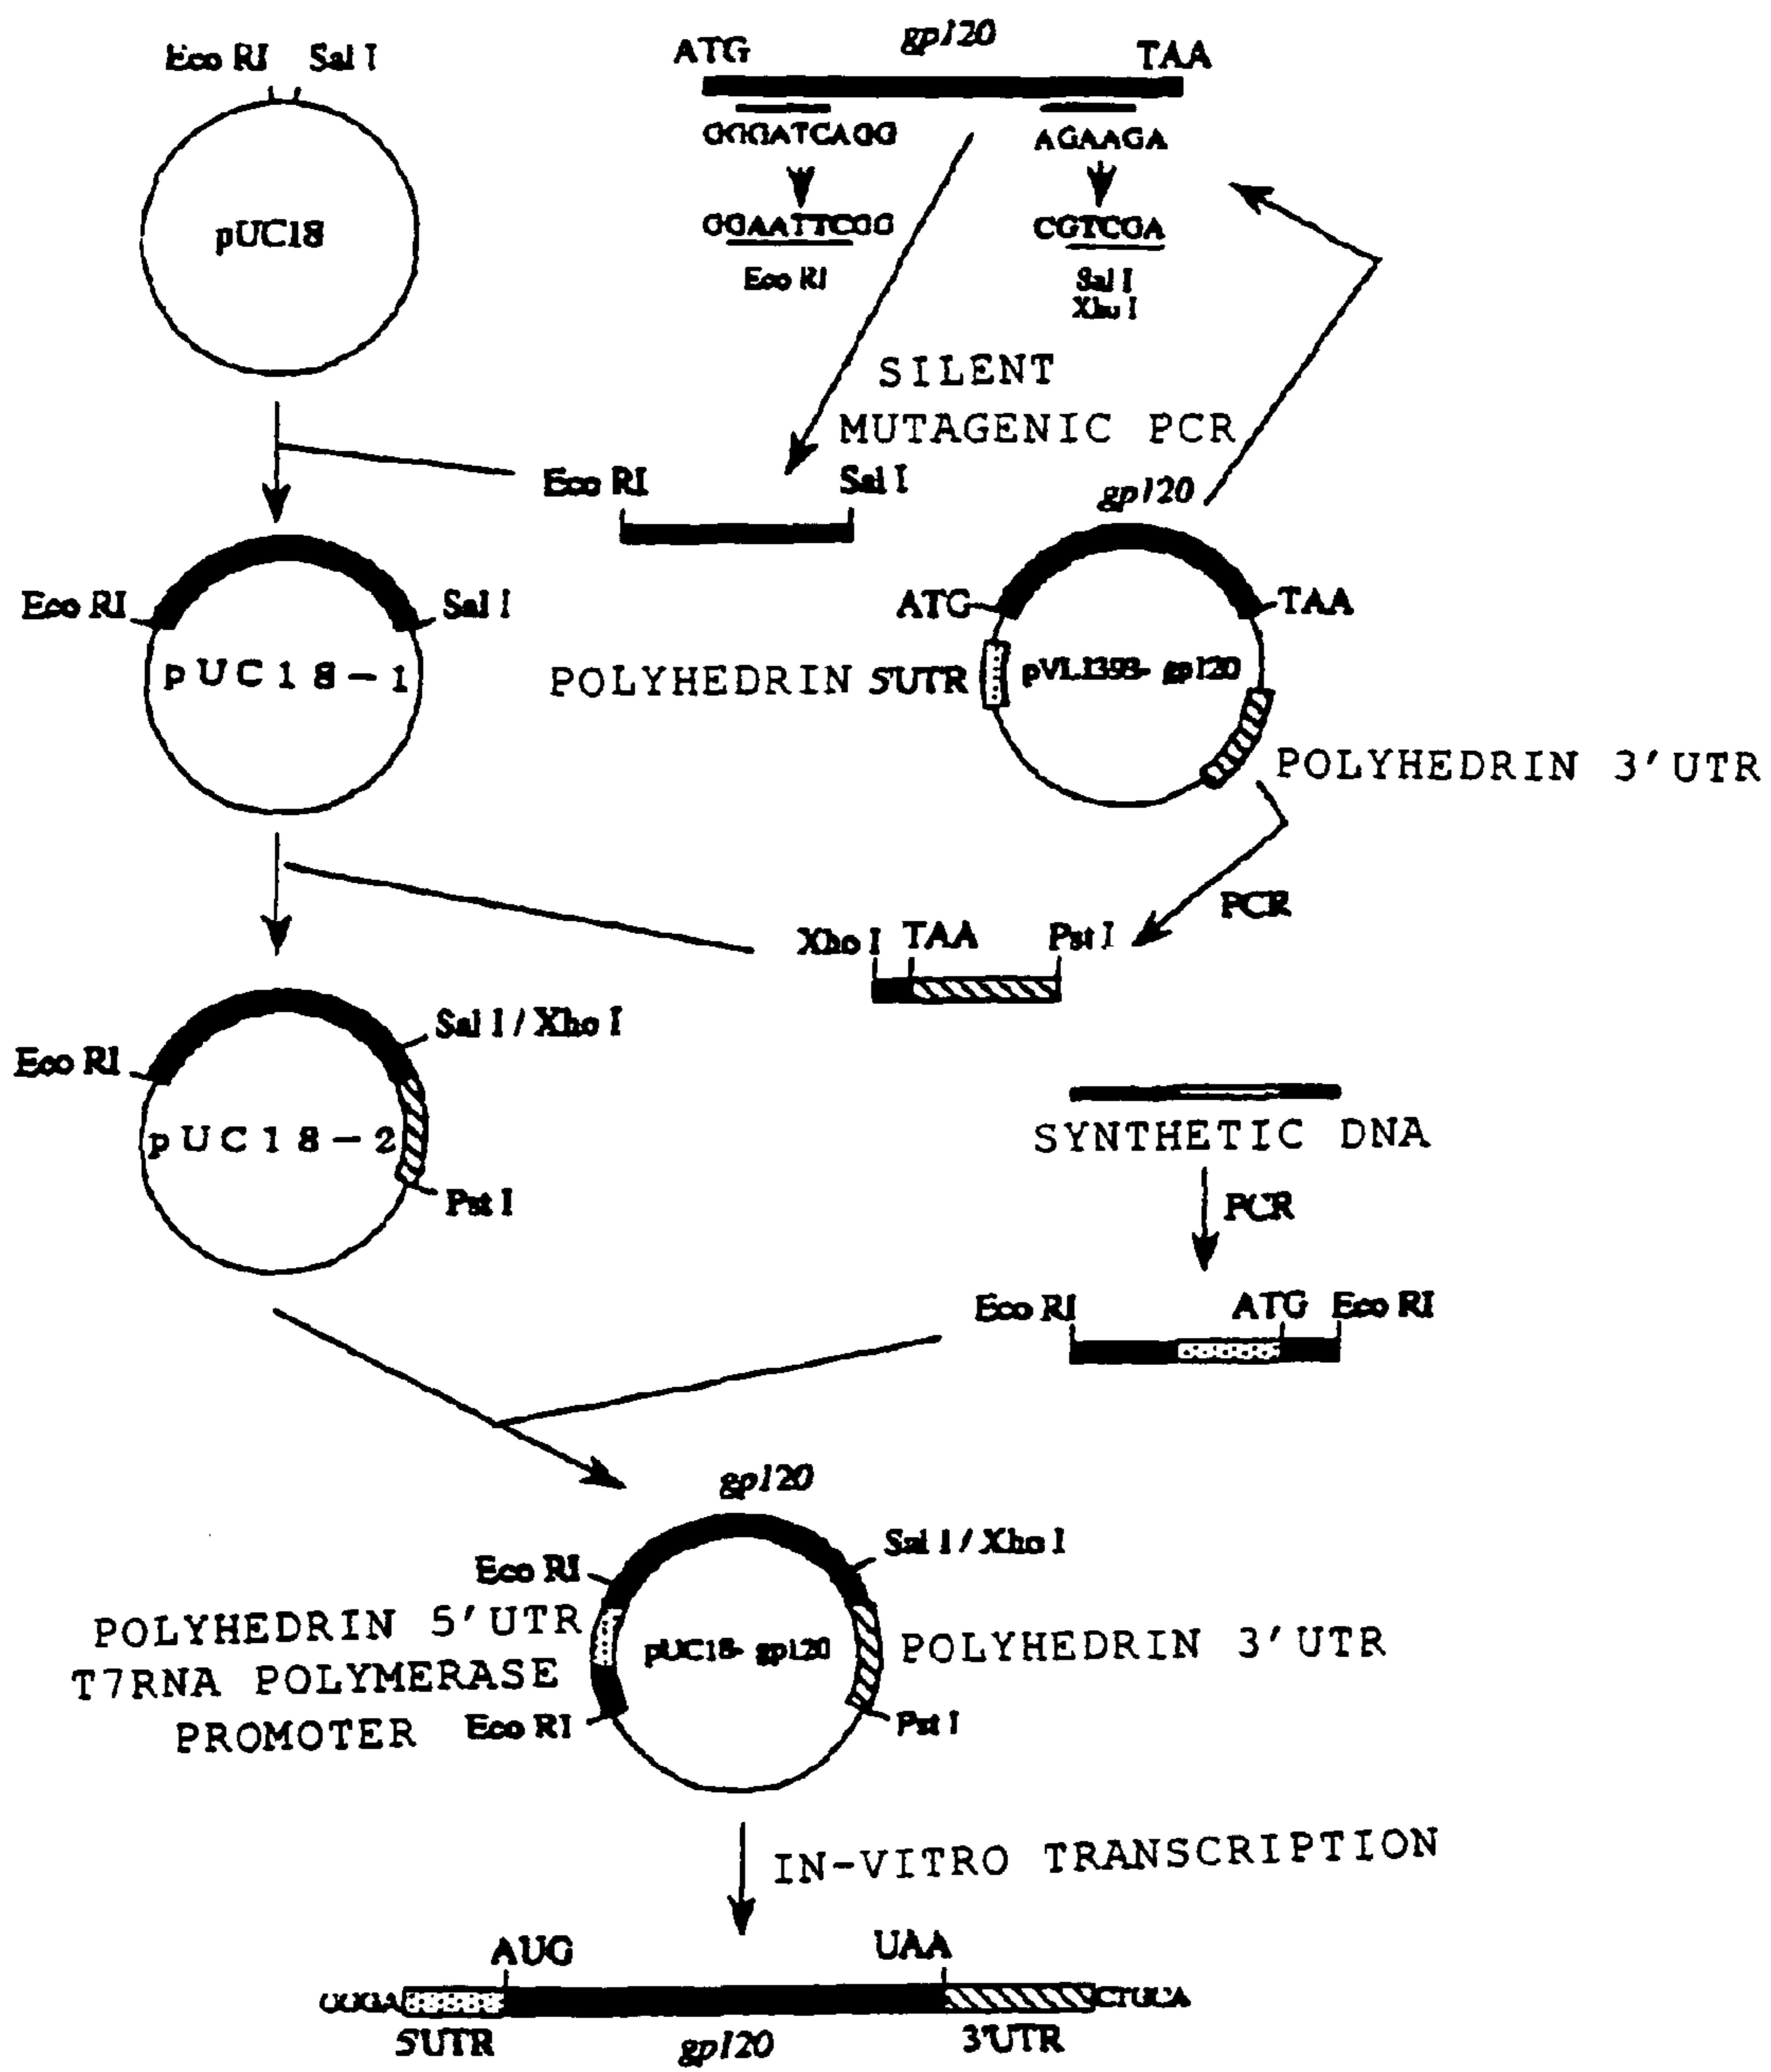 Eco RI Sal I
pUC18
gp120
ATG TAA
GGGATCAGG AGAAGA
GGAATTCGG CGTCGA
Eco RI Sal I
Xho I
SILENT
MUTAGENIC PCR
Eco RI Sal I
gp120
Eco RI Sal I
pUC18-1
ATG TAA
POLYHEDRIN 5'UTR pVL1393-gp120
POLYHEDRIN 3'UTR
PCR
Xho I TAA Pst I
Sal I / Xho I
Eco RI
pUC18-2
Pst I
SYNTHETIC DNA
PCR
Eco RI ATG Eco RI
gp120
Sal I / Xho I
Eco RI
POLYHEDRIN 5'UTR pUC18-gp120 POLYHEDRIN 3'UTR
T7RNA POLYMERASE
PROMOTER Eco RI Pst I
IN-VITRO TRANSCRIPTION
AUG UAA
GGGA
5'UTR gp120 3'UTR